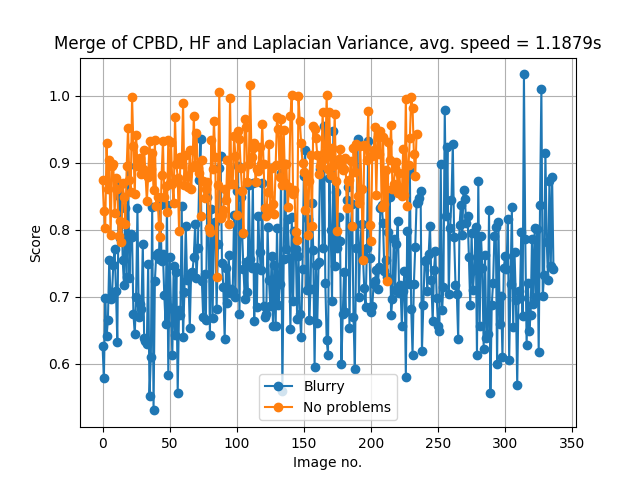 Merge of CPBD, HF and Laplacian Variance, avg. speed = 1.1879s
1.0
0.9
0.8
0.7
0.6
Score
Blurry
No problems
0 50 100 150 200 250 300 350
Image no.